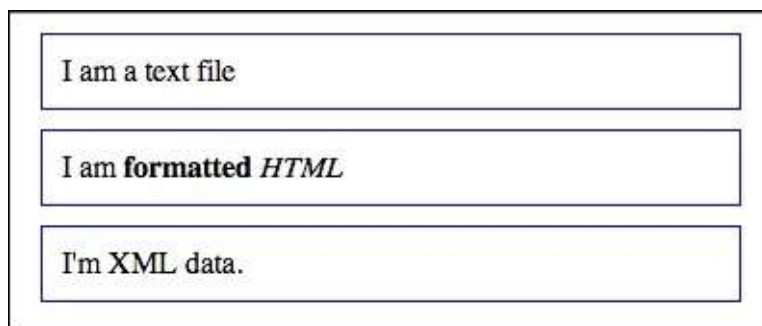 I am a text file
I am formatted HTML
I'm XML data.